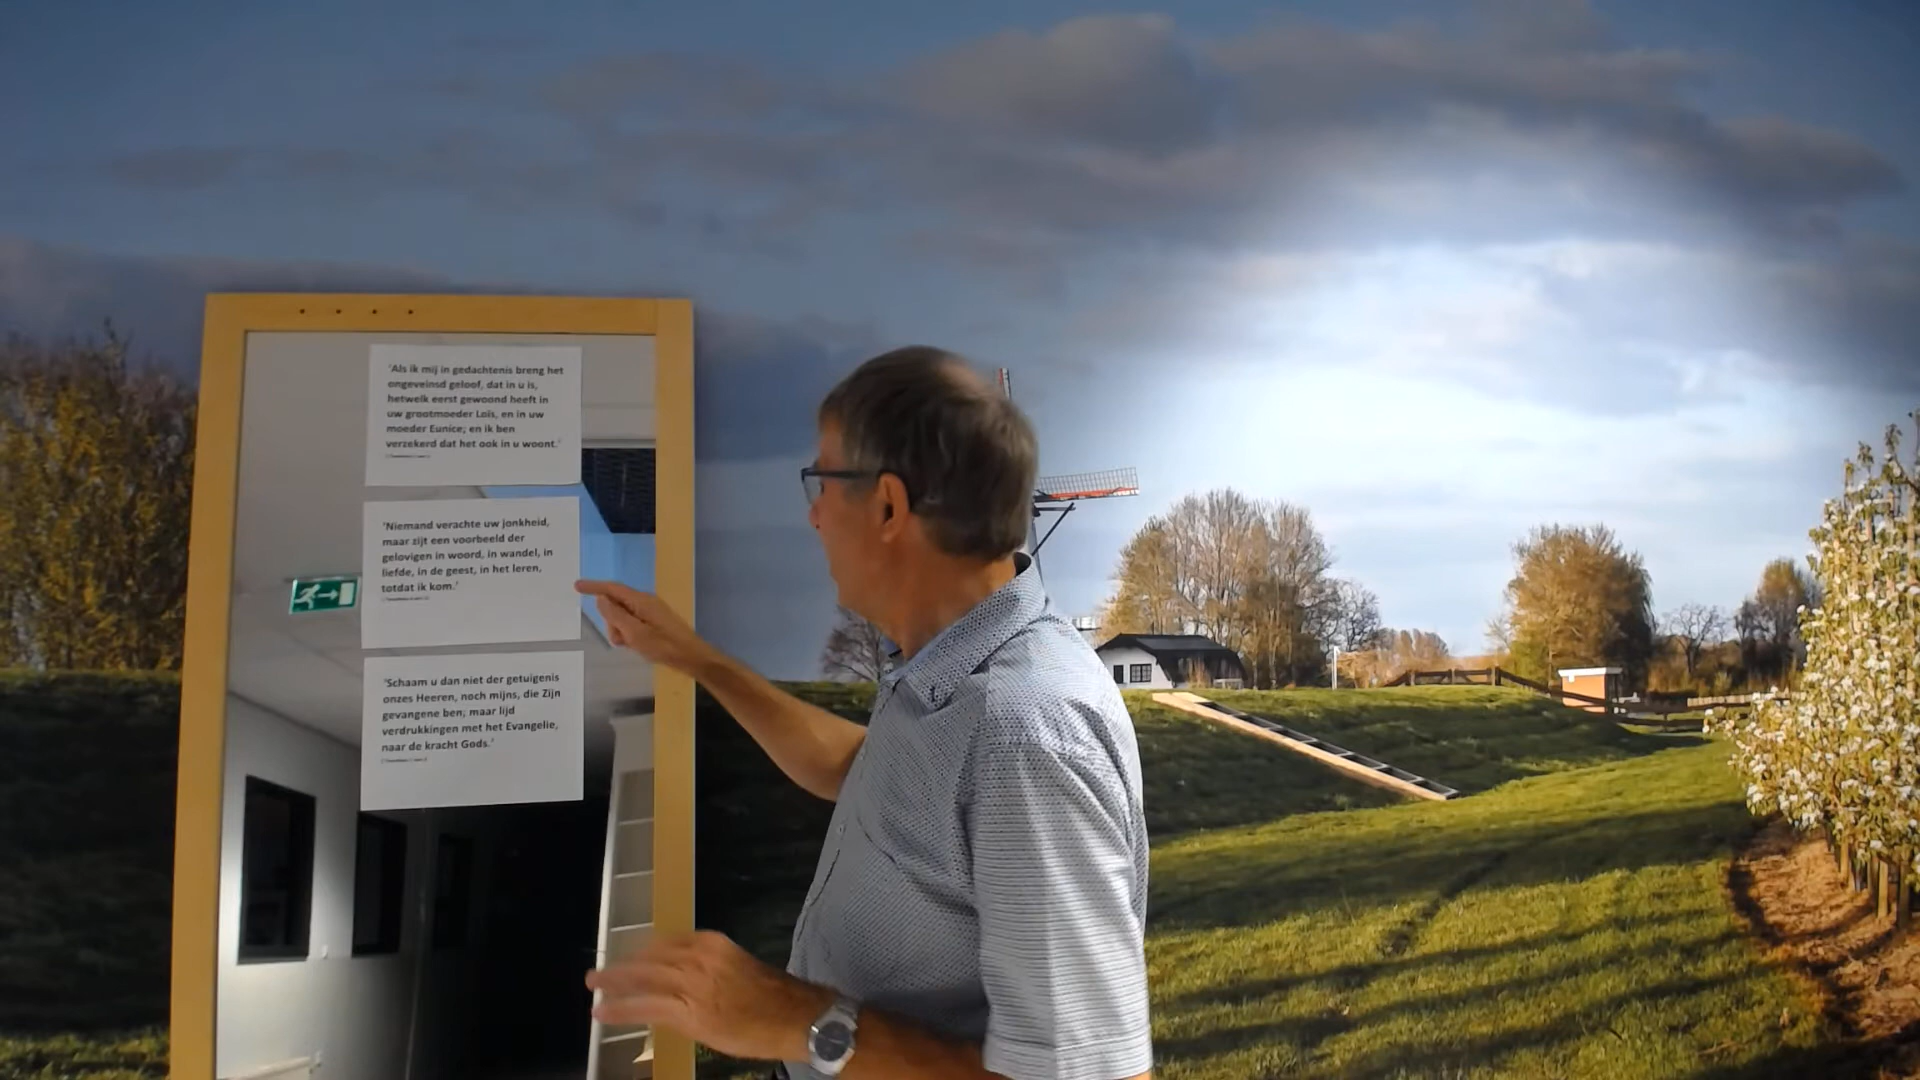 'Als ik mij in gedachtenis breng het
ongeveinsd geloof, dat in u is,
hetwelk eerst gewoond heeft in
uw grootmoeder Loïs, en in uw
moeder Eunice; en ik ben
verzekerd dat het ook in u woont.'
'Niemand verachte uw jonkheid,
maar zijt een voorbeeld der
gelovigen in woord, in wandel, in
liefde, in de geest, in het leren,
totdat ik kom.'
'Schaam u dan niet der getuigenis
onzes Heeren, noch mijns, die Zijn
gevangene ben; maar lijd
verdrukkingen met het Evangelie,
naar de kracht Gods.'